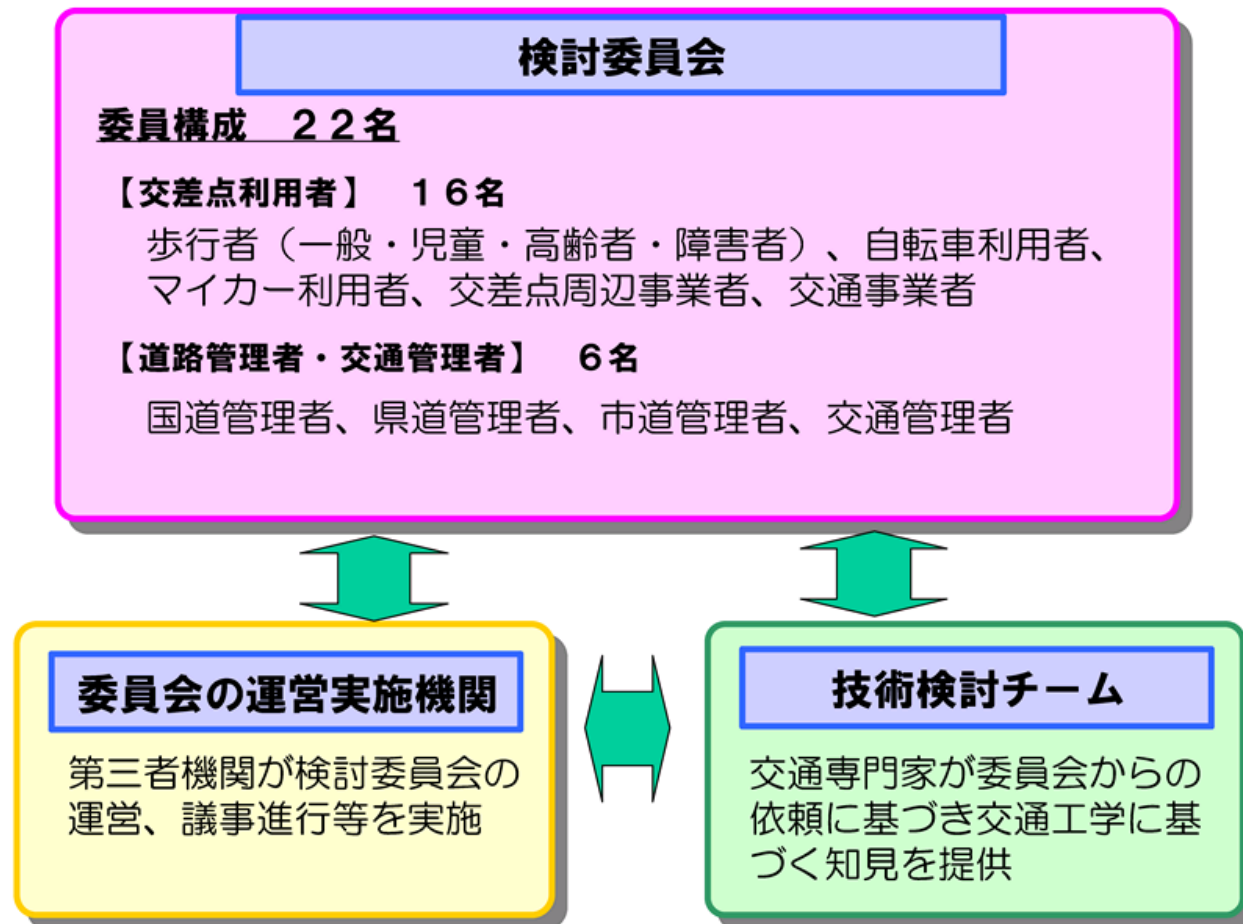 検討委員会
委員構成　２２名
【交差点利用者】　１６名
歩行者（一般・児童・高齢者・障害者）、自転車利用者、
マイカー利用者、交差点周辺事業者、交通事業者
【道路管理者・交通管理者】　６名
国道管理者、県道管理者、市道管理者、交通管理者
委員会の運営実施機関
第三者機関が検討委員会の
運営、議事進行等を実施
技術検討チーム
交通専門家が委員会からの
依頼に基づき交通工学に基
づく知見を提供